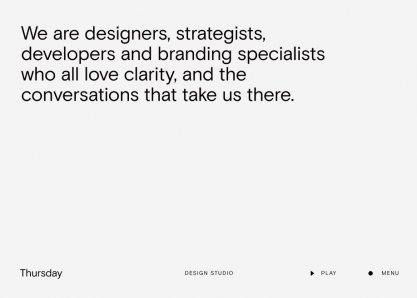 We are designers, strategists,
developers and branding specialists
who all love clarity, and the
conversations that take us there.
Thursday
DESIGN STUDIO
PLAY
MENU